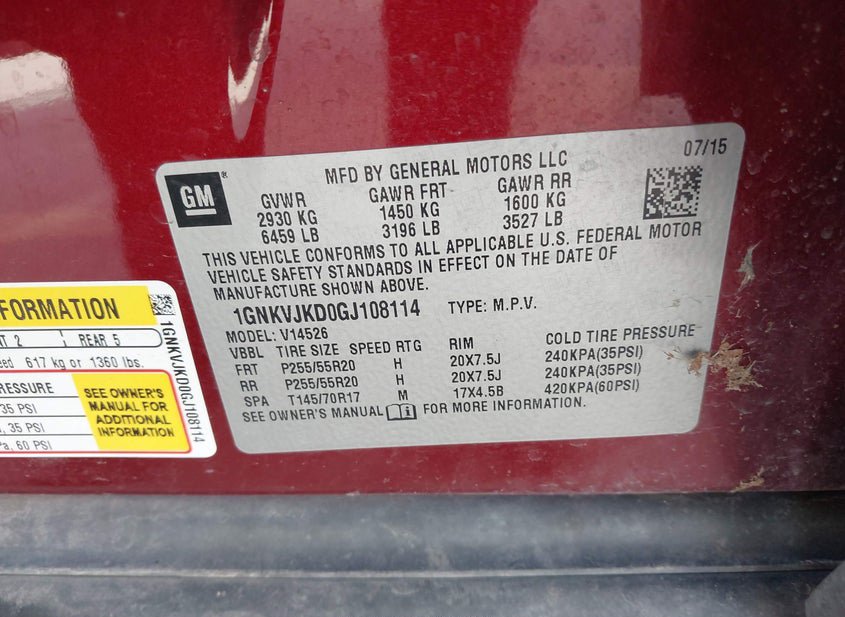 GM
®
MFD BY GENERAL MOTORS LLC
07/15
GVWR GAWR FRT GAWR RR
2930 KG 1450 KG 1600 KG
6459 LB 3196 LB 3527 LB
THIS VEHICLE CONFORMS TO ALL APPLICABLE U.S. FEDERAL MOTOR
VEHICLE SAFETY STANDARDS IN EFFECT ON THE DATE OF
MANUFACTURE SHOWN ABOVE.
1GNKVJKD0GJ108114 TYPE: M.P.V.
MODEL: V14526
VBBL TIRE SIZE SPEED RTG RIM COLD TIRE PRESSURE
FRT P255/55R20 H 20X7.5J 240KPA(35PSI)
RR P255/55R20 H 20X7.5J 240KPA(35PSI)
SPA T145/70R17 M 17X4.5B 420KPA(60PSI)
SEE OWNER'S MANUAL FOR MORE INFORMATION.
FORMATION
NT 2 REAR 5
eed 617 kg or 1360 lbs.
RESSURE
35 PSI
, 35 PSI
a, 60 PSI
SEE OWNER'S
MANUAL FOR
ADDITIONAL
INFORMATION
1GNKVJKD0GJ108114